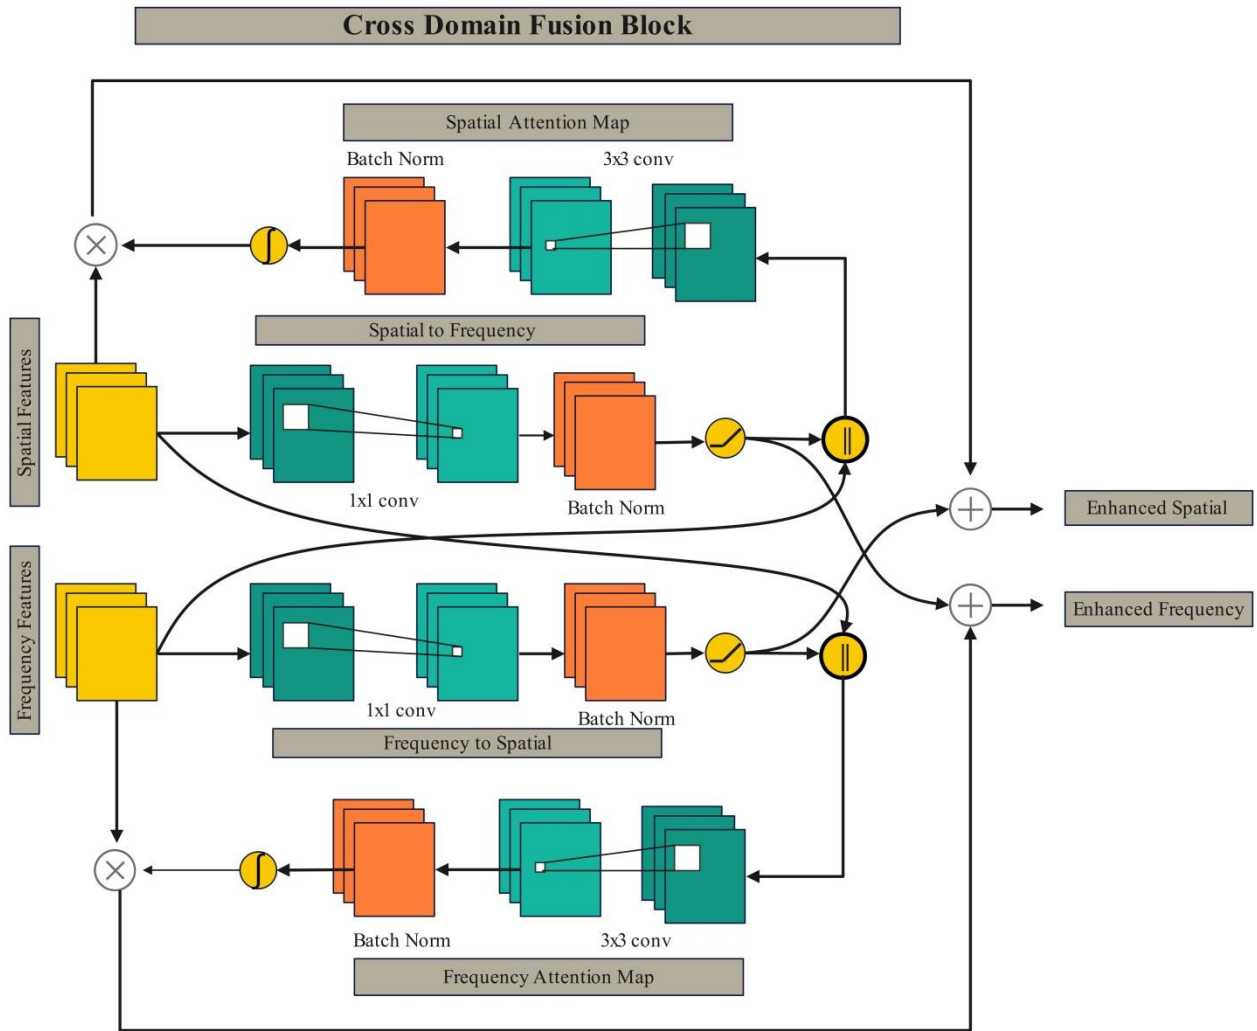 Cross Domain Fusion Block
Spatial Attention Map
Batch Norm
3x3 conv
Spatial to Frequency
Spatial Features
1x1 conv
Batch Norm
Enhanced Spatial
Frequency Features
Enhanced Frequency
1x1 conv
Batch Norm
Frequency to Spatial
Batch Norm
3x3 conv
Frequency Attention Map